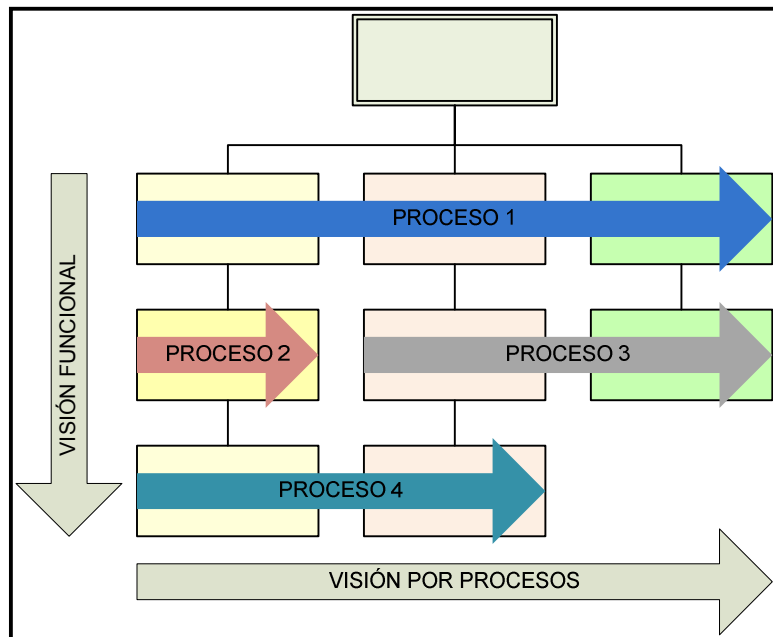 PROCESO 1
VISIÓN FUNCIONAL
PROCESO 2
PROCESO 3
PROCESO 4
VISIÓN POR PROCESOS